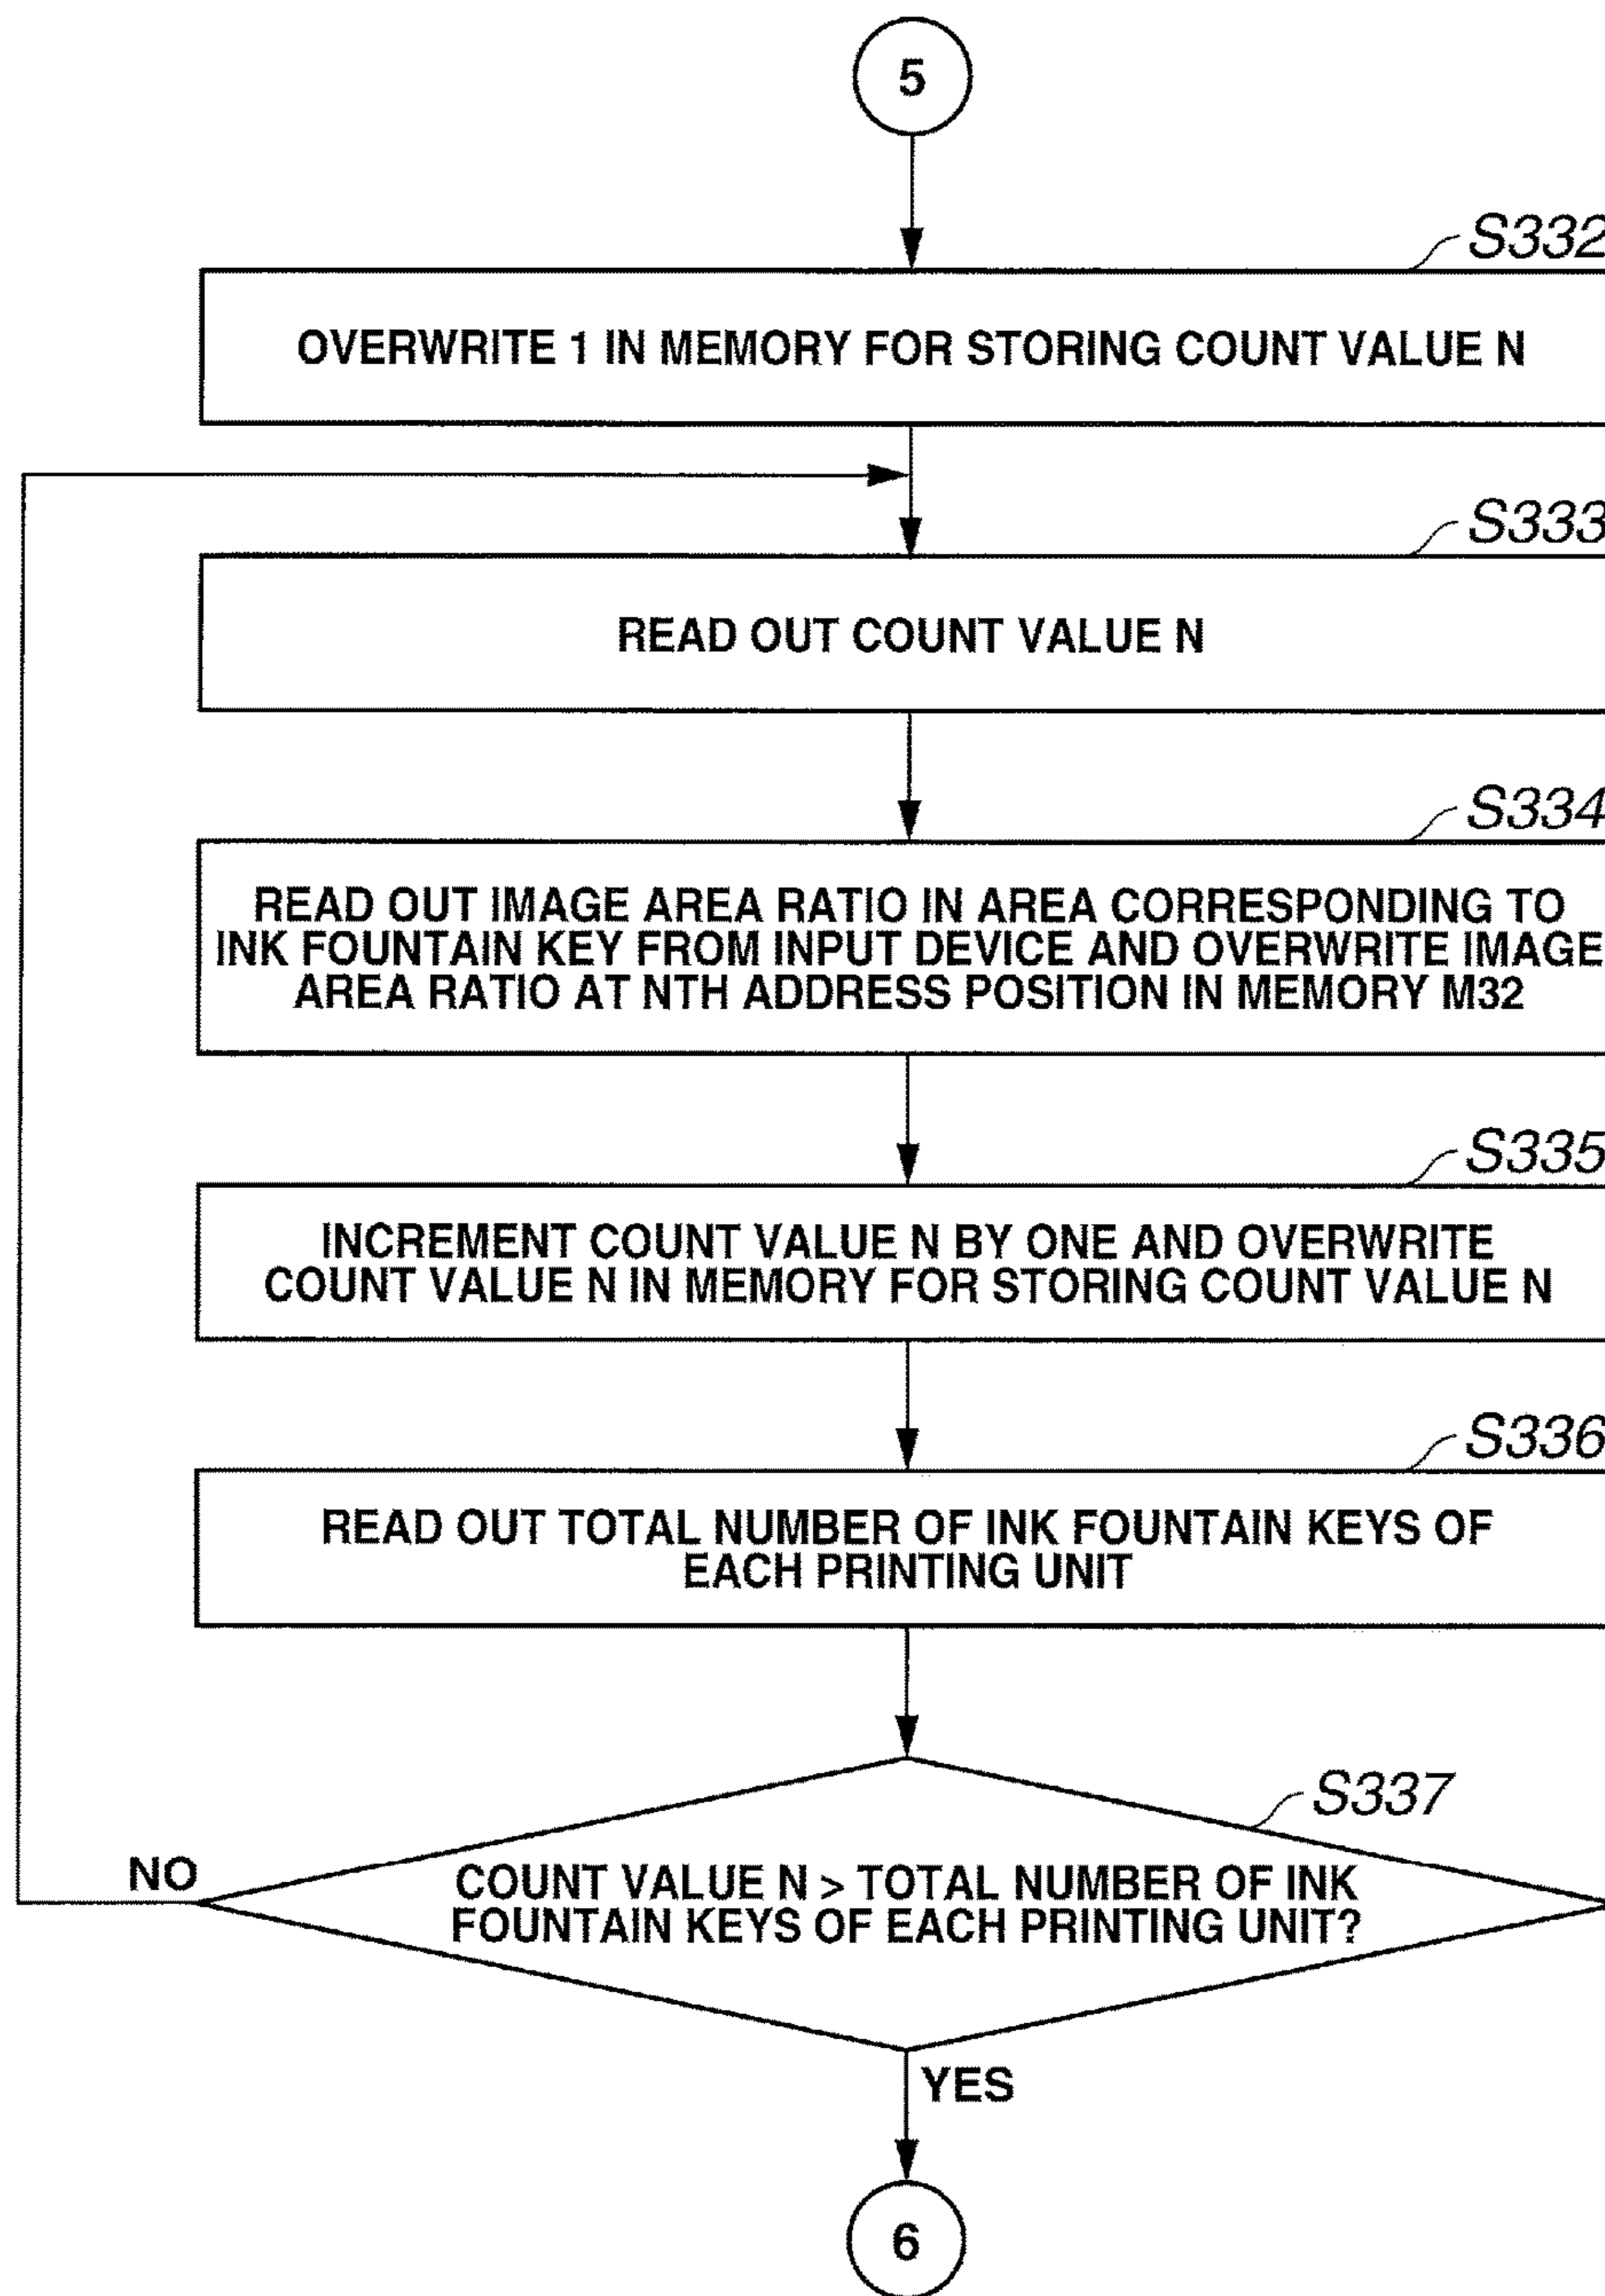 5
S332
OVERWRITE 1 IN MEMORY FOR STORING COUNT VALUE N
S333
READ OUT COUNT VALUE N
S334
READ OUT IMAGE AREA RATIO IN AREA CORRESPONDING TO
INK FOUNTAIN KEY FROM INPUT DEVICE AND OVERWRITE IMAGE
AREA RATIO AT NTH ADDRESS POSITION IN MEMORY M32
S335
INCREMENT COUNT VALUE N BY ONE AND OVERWRITE
COUNT VALUE N IN MEMORY FOR STORING COUNT VALUE N
S336
READ OUT TOTAL NUMBER OF INK FOUNTAIN KEYS OF
EACH PRINTING UNIT
S337
NO
COUNT VALUE N > TOTAL NUMBER OF INK
FOUNTAIN KEYS OF EACH PRINTING UNIT?
YES
6